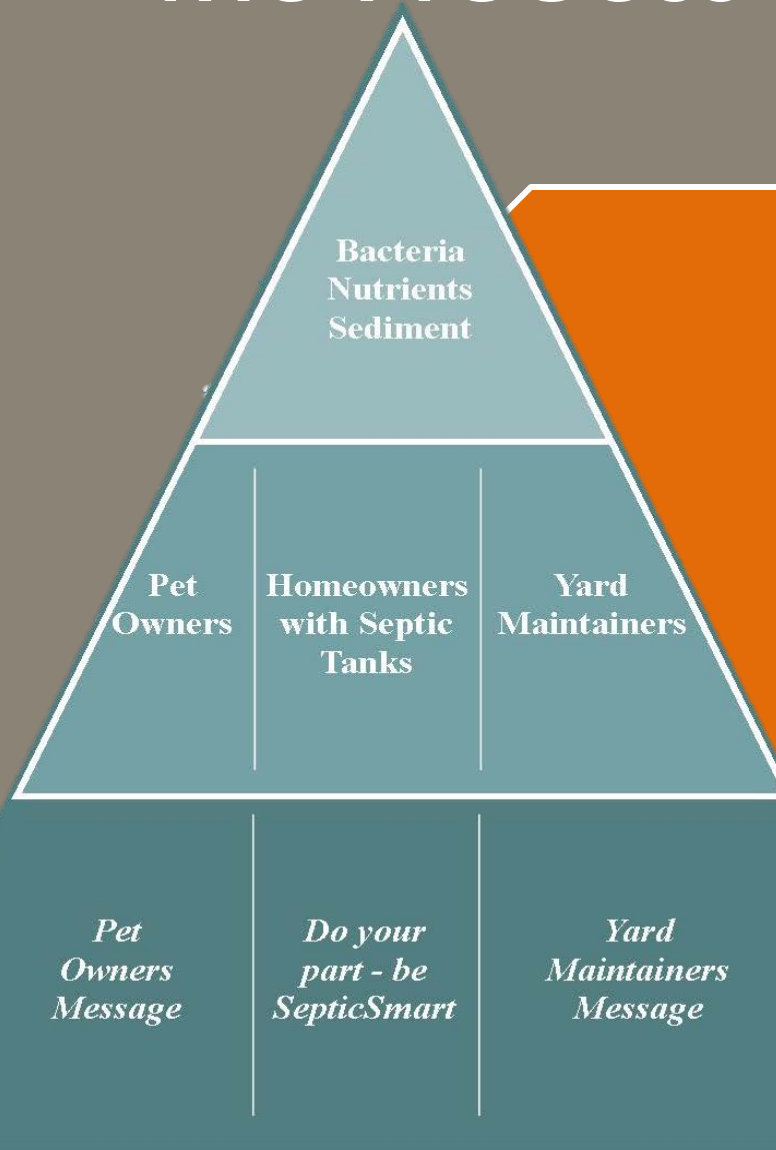 Bacteria
Nutrients
Sediment
Pet
Owners
Homeowners
with Septic
Tanks
Yard
Maintainers
Pet
Owners
Message
Do your
part - be
SepticSmart
Yard
Maintainers
Message